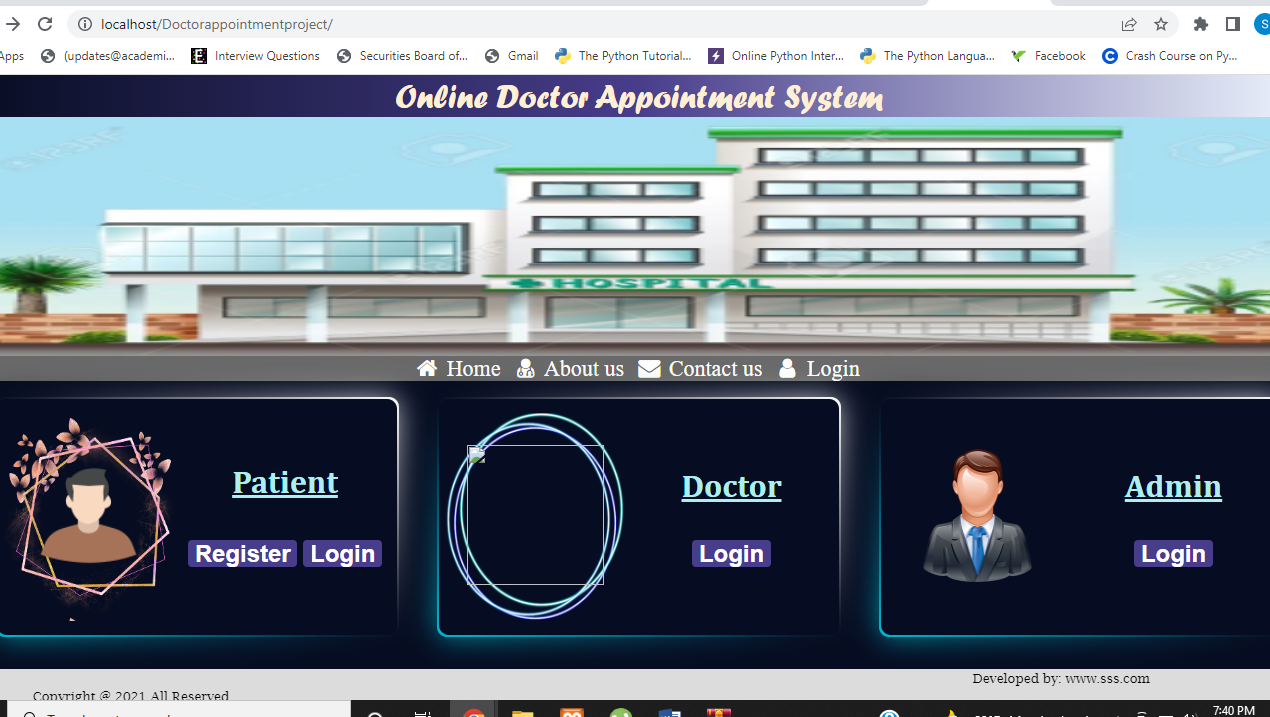 localhost/Doctorappointmentproject/
S
Apps (updates@academi... Interview Questions Securities Board of... Gmail The Python Tutorial... Online Python Inter... The Python Langua... Facebook Crash Course on Py...
Online Doctor Appointment System
HOSPITAL
Home About us Contact us Login
Patient
Register Login
Doctor
Login
Admin
Login
Developed by: www.sss.com
Copyright @ 2021 All Reserved
7:40 PM